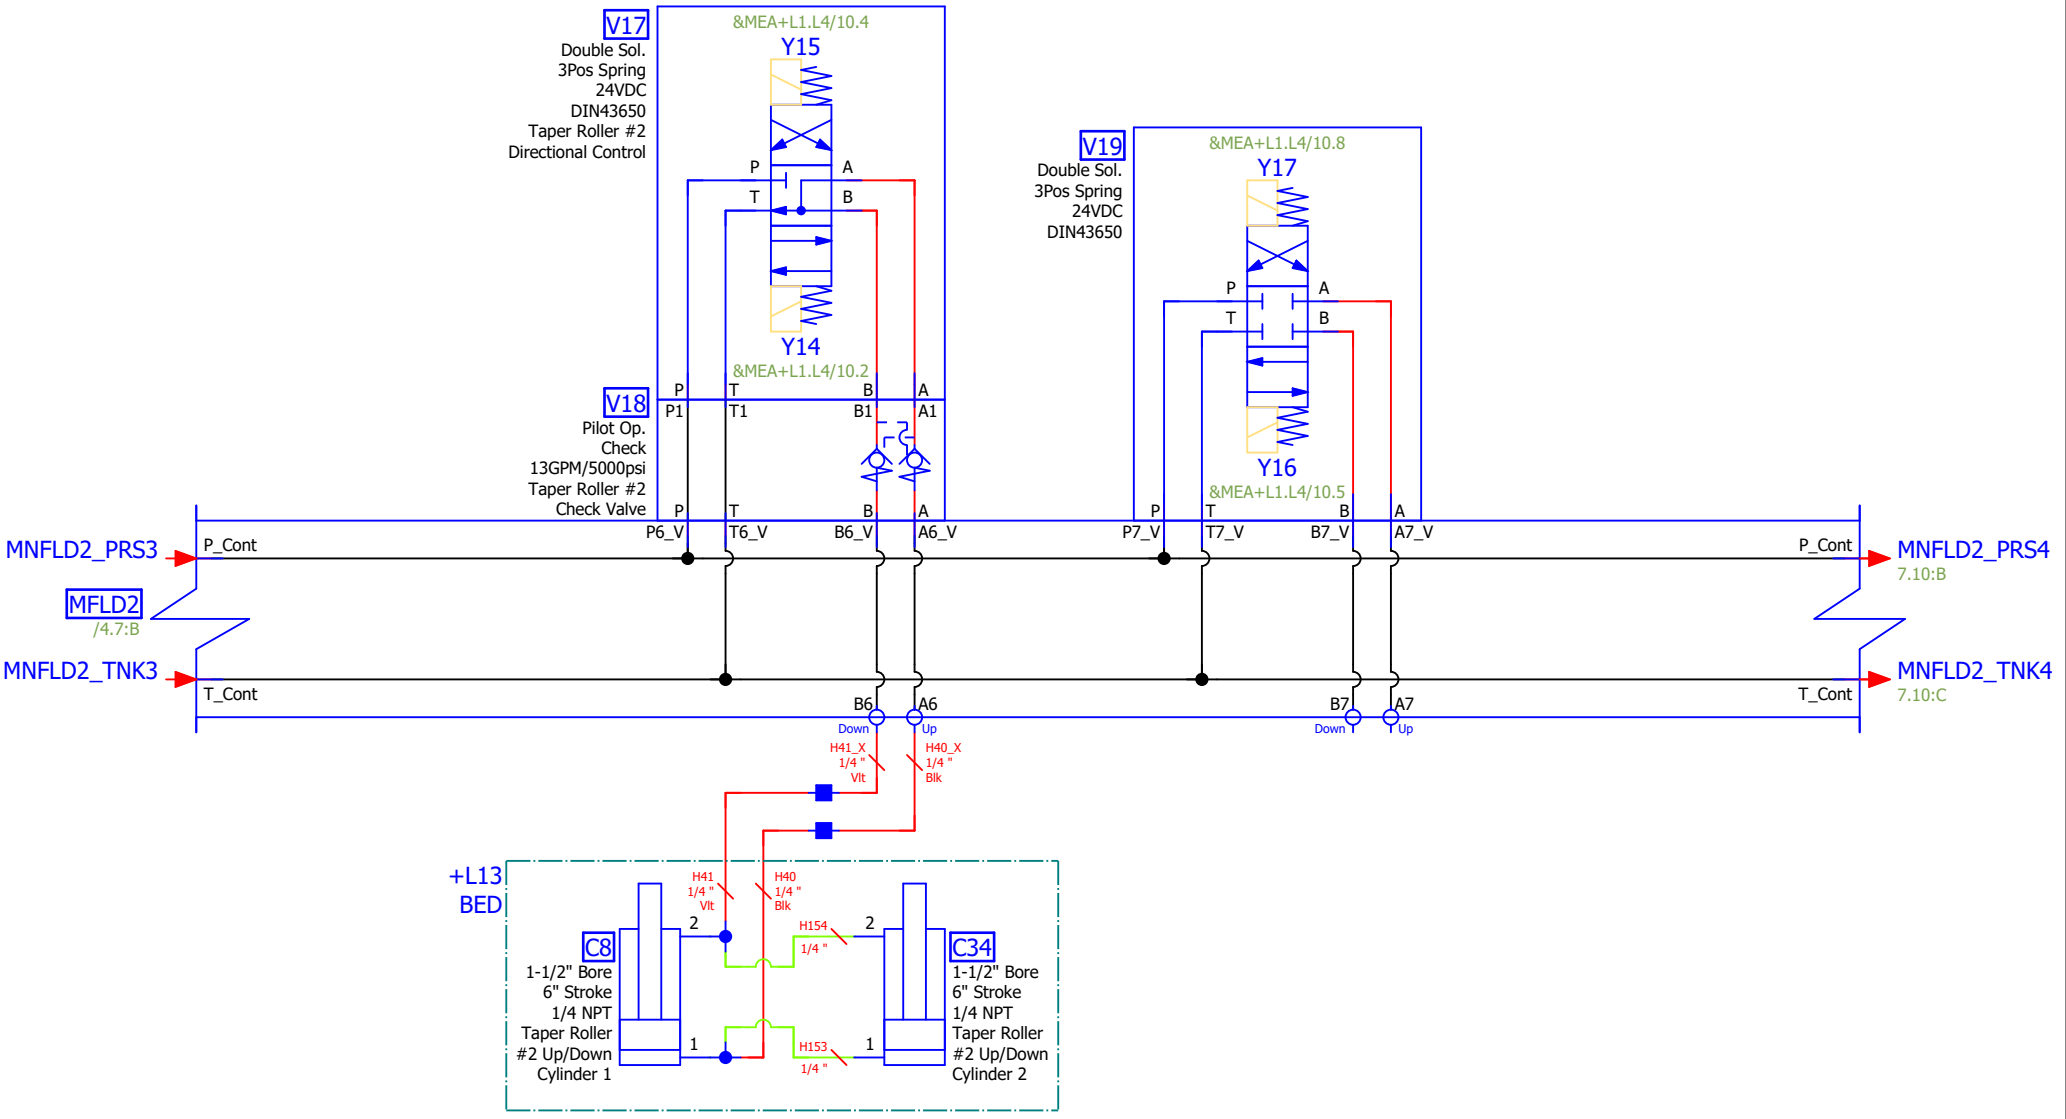 V17
Double Sol.
3Pos Spring
24VDC
DIN43650
Taper Roller #2
Directional Control
&MEA+L1.L4/10.4
Y15
P
A
T
B
Y14
&MEA+L1.L4/10.2
P
T
B
A
V18
Pilot Op.
Check
13GPM/5000psi
Taper Roller #2
Check Valve
P1
T1
B1
A1
P
T
B
A
P6_V
T6_V
B6_V
A6_V
V19
Double Sol.
3Pos Spring
24VDC
DIN43650
&MEA+L1.L4/10.8
Y17
P
A
T
B
Y16
&MEA+L1.L4/10.5
P
T
B
A
P7_V
T7_V
B7_V
A7_V
MNFLD2_PRS3
P_Cont
P_Cont
MNFLD2_PRS4
7.10:B
MFLD2
/4.7:B
MNFLD2_TNK3
T_Cont
T_Cont
MNFLD2_TNK4
7.10:C
B6
A6
Down
Up
B7
A7
Down
Up
H41_X
1/4 "
Vlt
H40_X
1/4 "
Blk
+L13
BED
H41
1/4 "
Vlt
H40
1/4 "
Blk
2
H154
1/4 "
2
C8
1-1/2" Bore
6" Stroke
1/4 NPT
Taper Roller
#2 Up/Down
Cylinder 1
1
H153
1/4 "
1
C34
1-1/2" Bore
6" Stroke
1/4 NPT
Taper Roller
#2 Up/Down
Cylinder 2